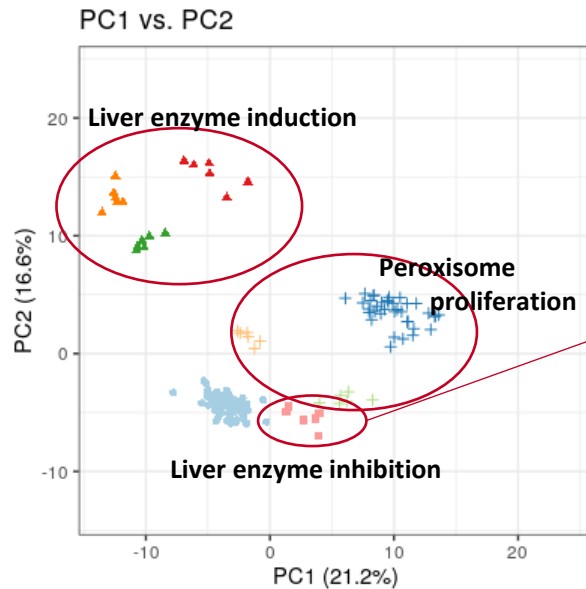 PC1 vs. PC2
Liver enzyme induction
Peroxisome
proliferation
Liver enzyme inhibition
20
10
0
-10
PC2 (16.6%)
-10
0
10
20
PC1 (21.2%)